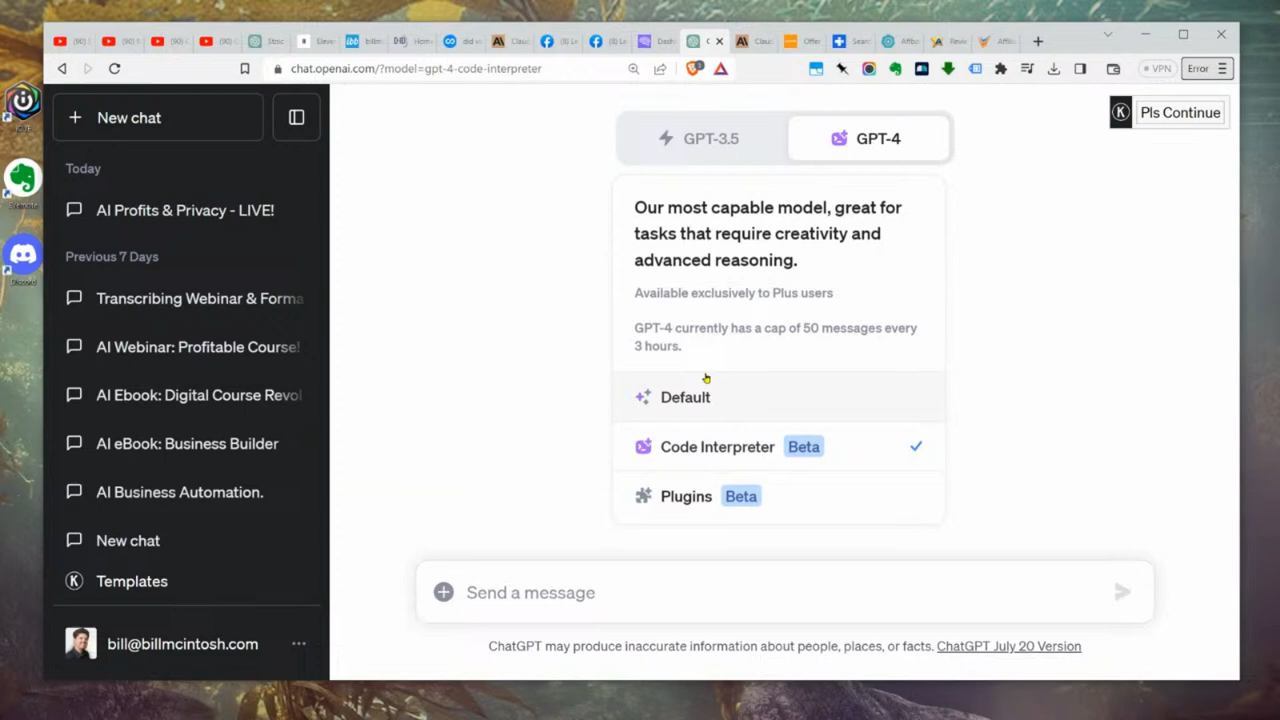 chat.openai.com/?model=gpt-4-code-interpreter
VPN
Error
New chat
Today
AI Profits & Privacy - LIVE!
Previous 7 Days
Transcribing Webinar & Forma
AI Webinar: Profitable Course!
AI Ebook: Digital Course Revol
AI eBook: Business Builder
AI Business Automation.
New chat
Templates
bill@billmcintosh.com
Pls Continue
GPT-3.5
GPT-4
Our most capable model, great for
tasks that require creativity and
advanced reasoning.
Available exclusively to Plus users
GPT-4 currently has a cap of 50 messages every
3 hours.
Default
Code Interpreter Beta
Plugins Beta
Send a message
ChatGPT may produce inaccurate information about people, places, or facts. ChatGPT July 20 Version